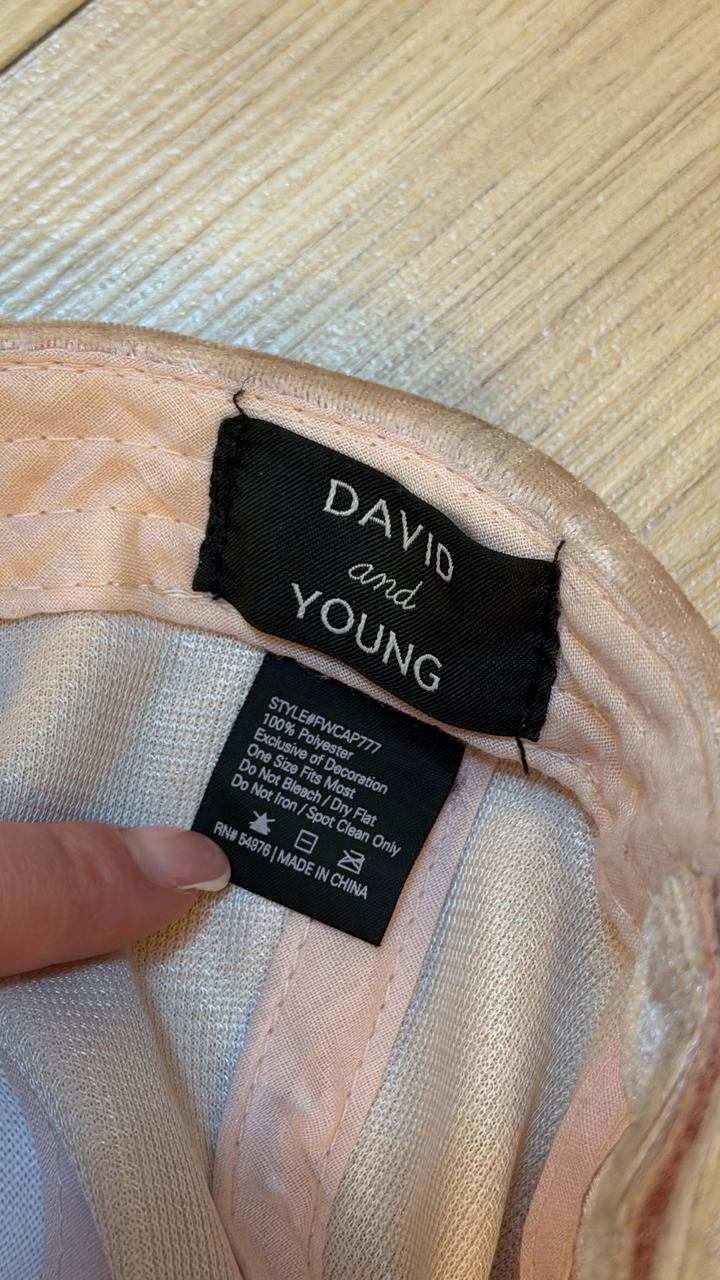 DAVID
and
YOUNG
STYLE#FWCAP777
100% Polyester
Exclusive of Decoration
One Size Fits Most
Do Not Bleach / Dry Flat
Do Not Iron / Spot Clean Only
RN# 54976 | MADE IN CHINA